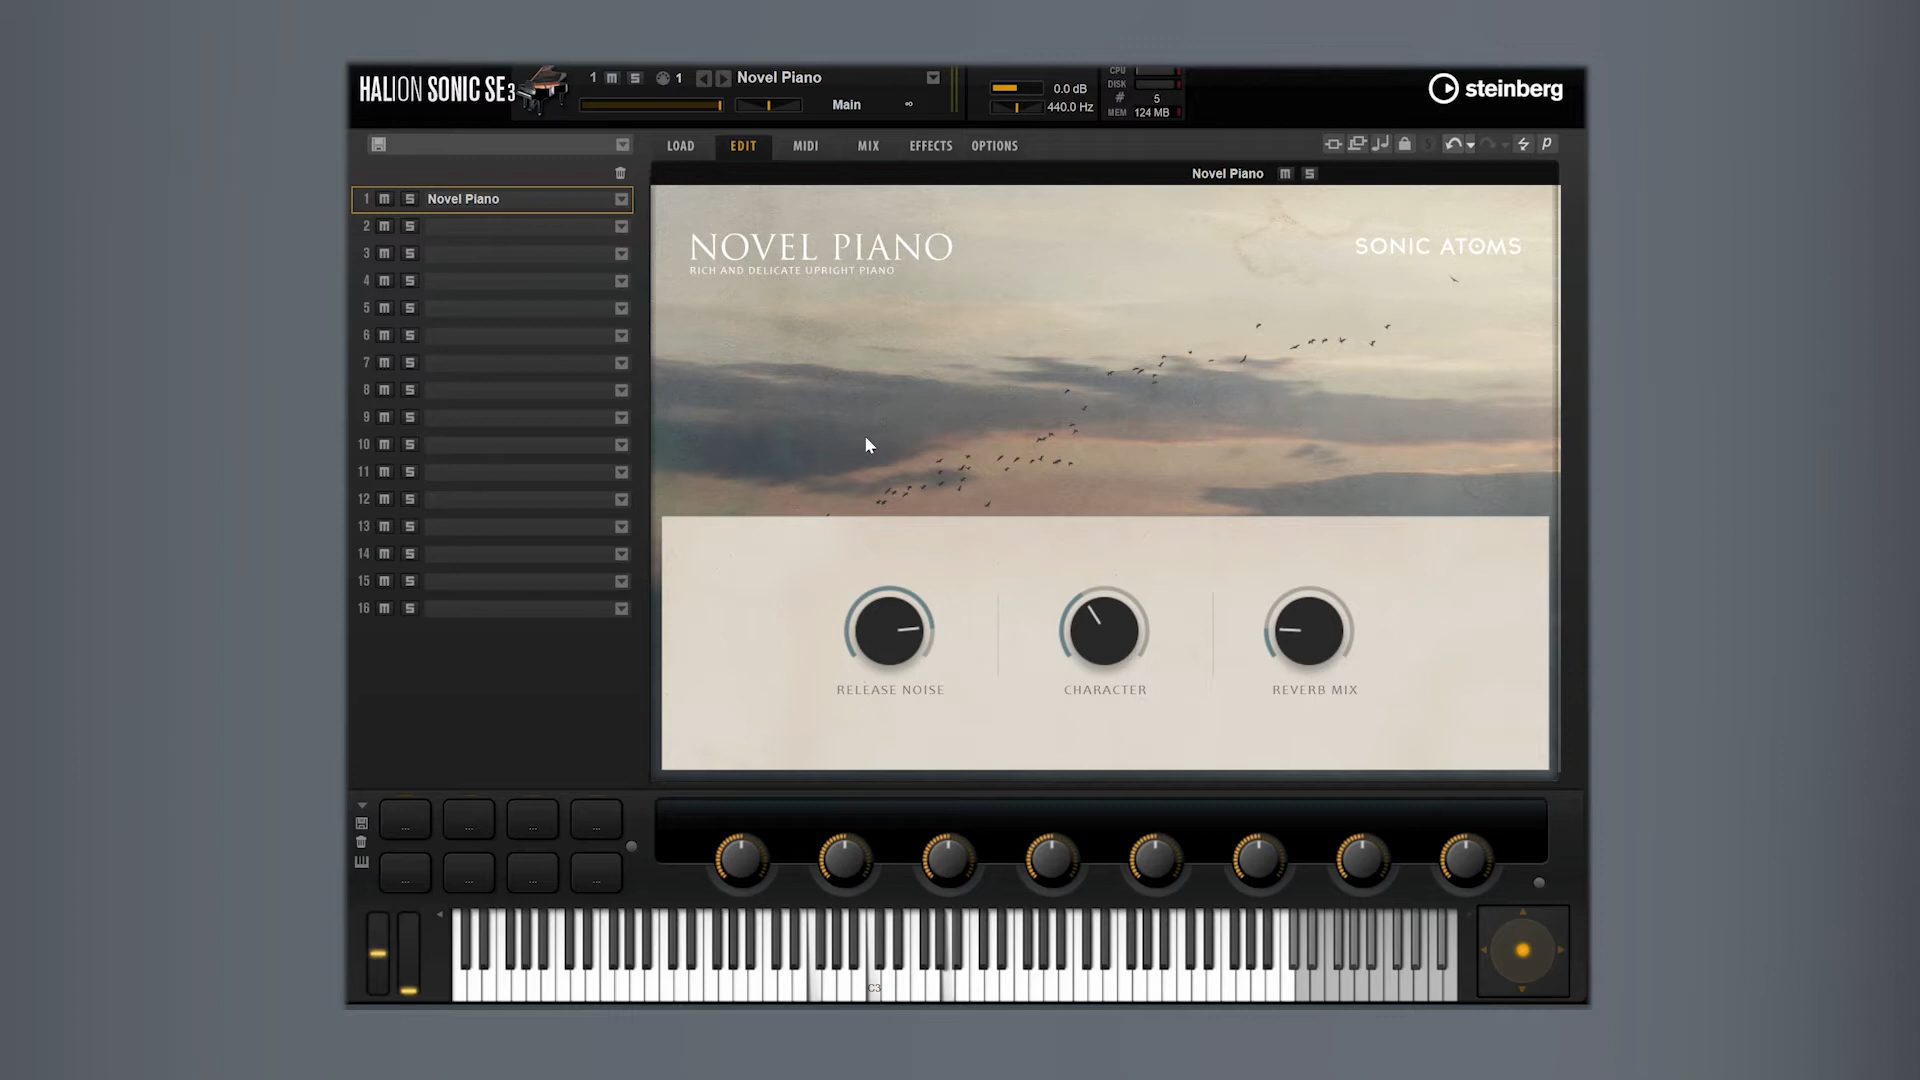 HALION SONIC SE 3
1 m S 1 Novel Piano
Main ∞
0.0 dB
440.0 Hz
CPU
DISK
# 5
MEM 124 MB
steinberg
LOAD EDIT MIDI MIX EFFECTS OPTIONS
Novel Piano m S
1 m S Novel Piano
2 m S
3 m S
4 m S
5 m S
6 m S
7 m S
8 m S
9 m S
10 m S
11 m S
12 m S
13 m S
14 m S
15 m S
16 m S
NOVEL PIANO
RICH AND DELICATE UPRIGHT PIANO
SONIC ATOMS
RELEASE NOISE CHARACTER REVERB MIX
... ... ... ...
... ... ... ...
C3